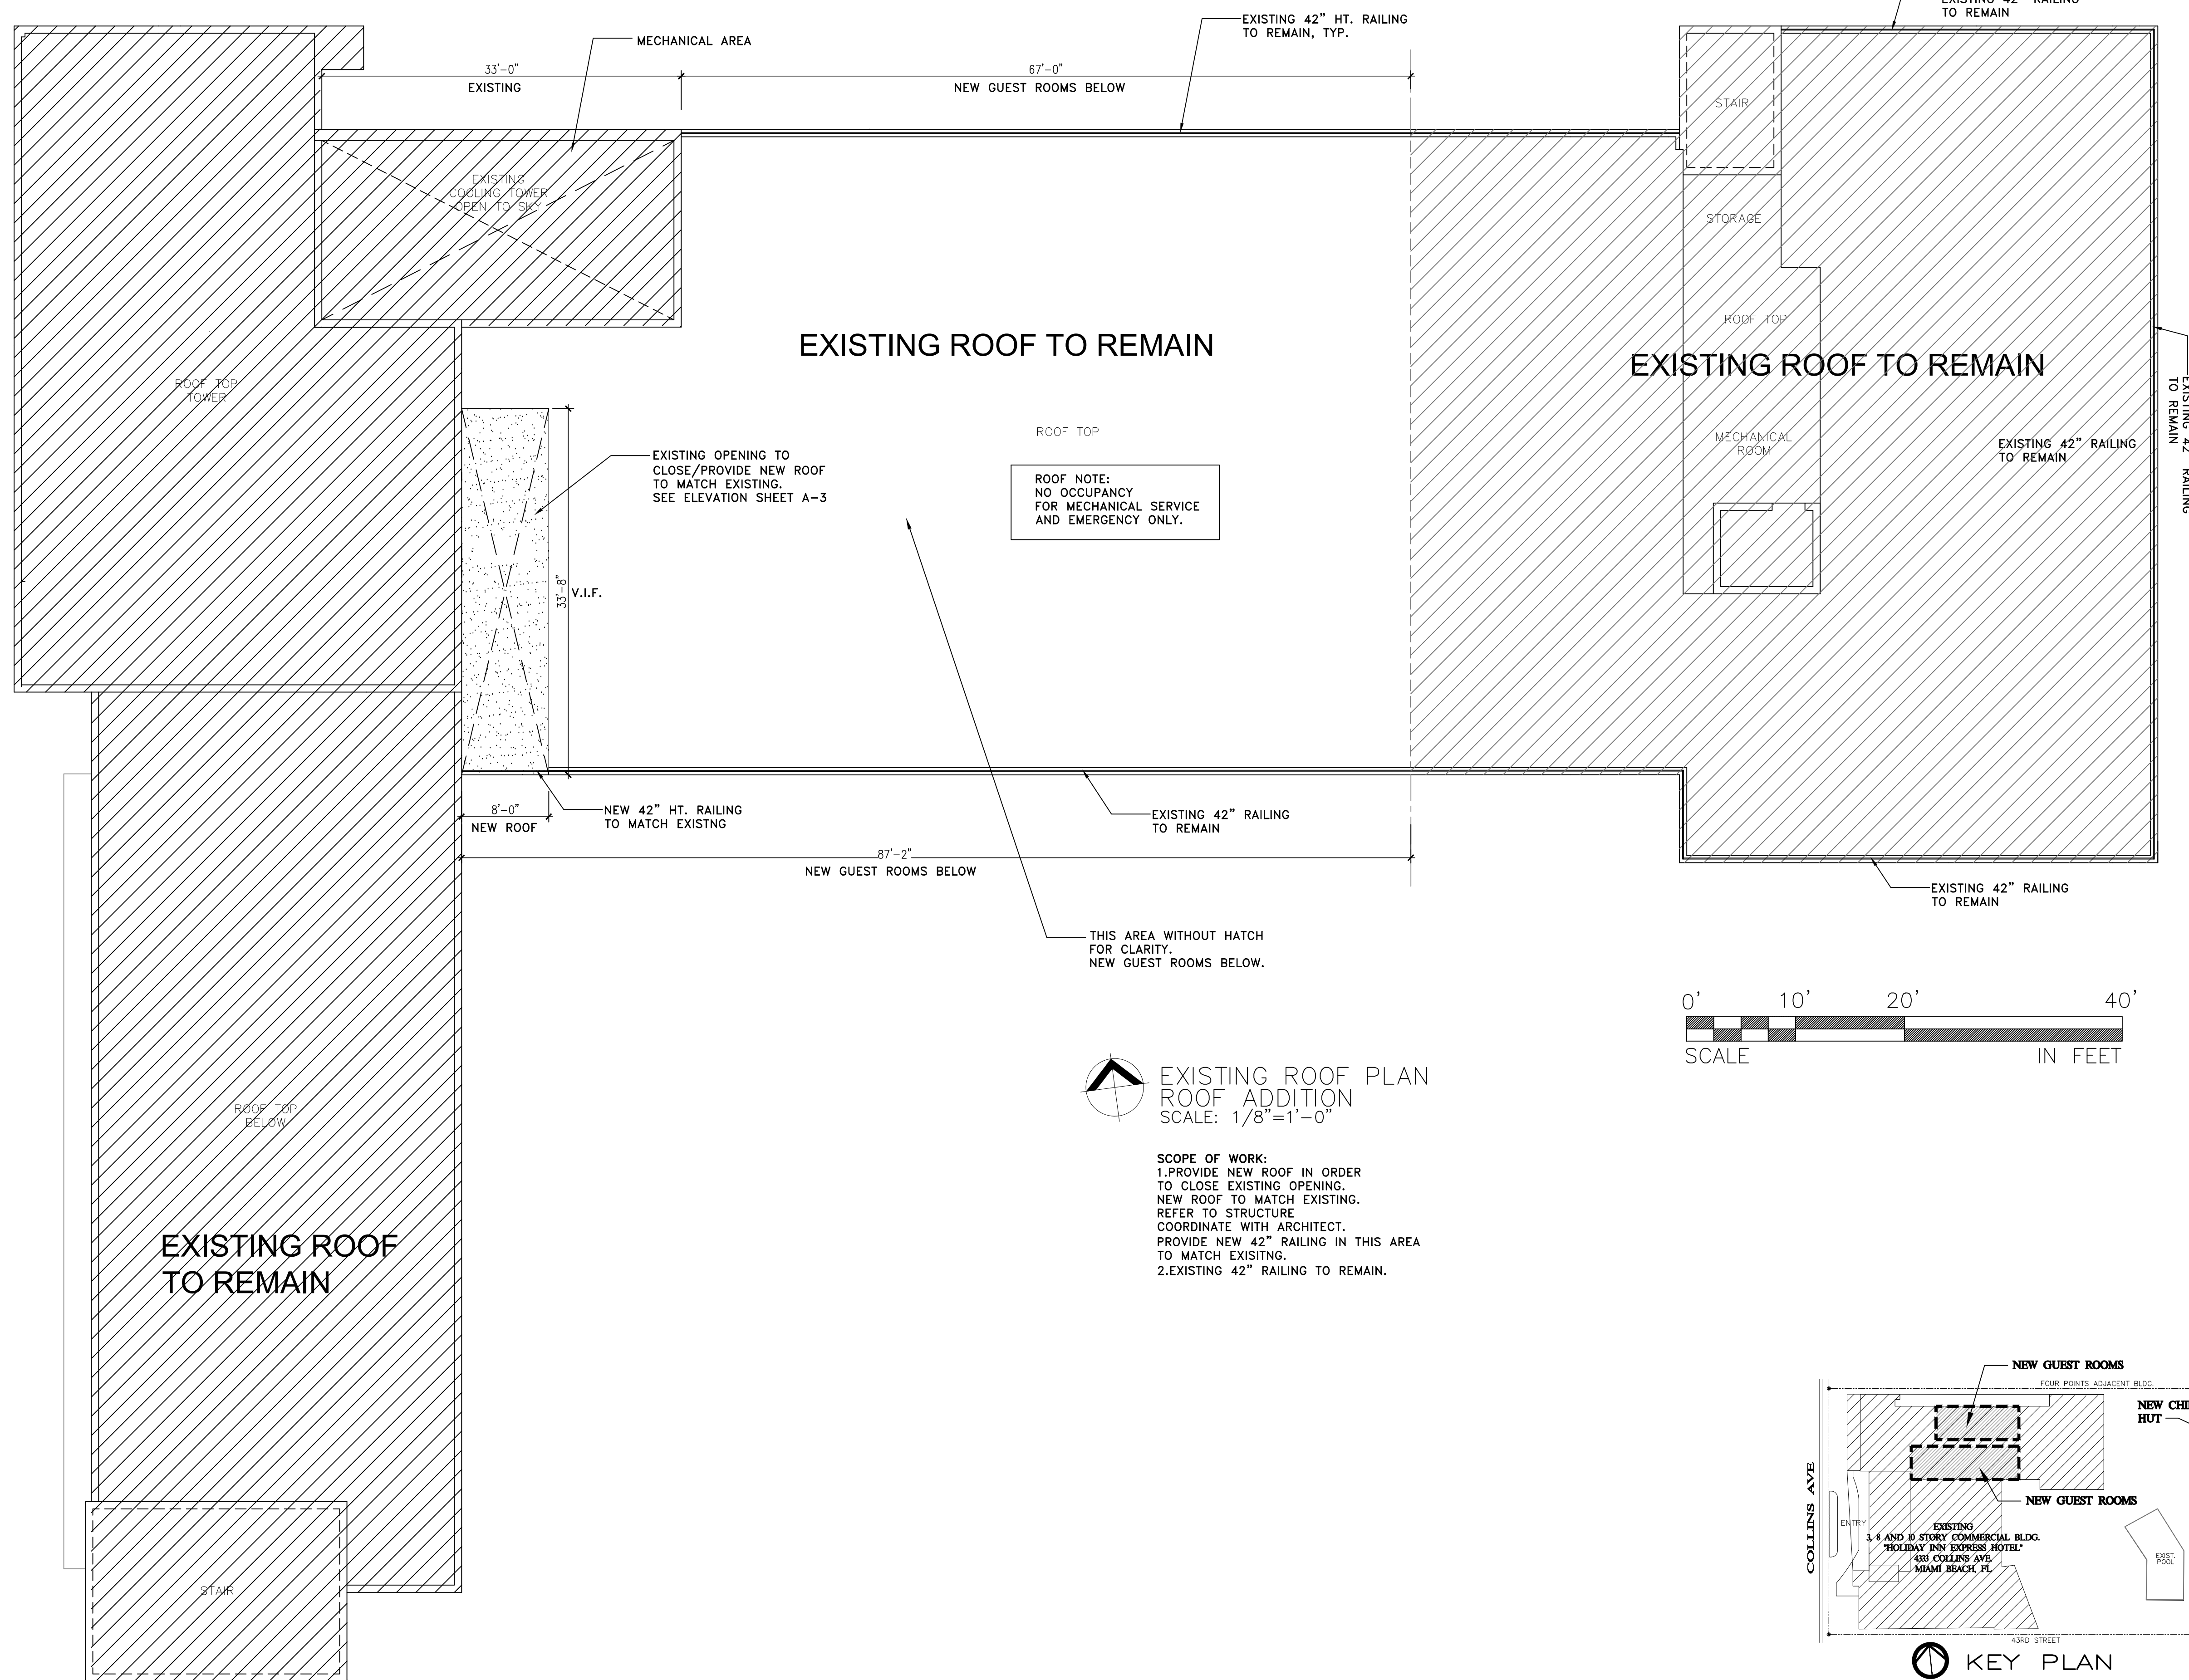 EXISTING 42" RAILING
TO REMAIN
EXISTING 42" HT. RAILING
TO REMAIN, TYP.
MECHANICAL AREA
33'-0"
EXISTING
67'-0"
NEW GUEST ROOMS BELOW
STAIR
EXISTING
COOLING TOWER
OPEN TO SKY
STORAGE
ROOF TOP
EXISTING ROOF TO REMAIN
EXISTING ROOF TO REMAIN
ROOF TOP
TOWER
ROOF TOP
MECHANICAL
ROOM
EXISTING 42" RAILING
TO REMAIN
EXISTING 42" RAILING
TO REMAIN
EXISTING OPENING TO
CLOSE/PROVIDE NEW ROOF
TO MATCH EXISTING.
SEE ELEVATION SHEET A-3
ROOF NOTE:
NO OCCUPANCY
FOR MECHANICAL SERVICE
AND EMERGENCY ONLY.
33'-8"
V.I.F.
8'-0"
NEW ROOF
NEW 42" HT. RAILING
TO MATCH EXISTNG
EXISTING 42" RAILING
TO REMAIN
87'-2"
NEW GUEST ROOMS BELOW
EXISTING 42" RAILING
TO REMAIN
THIS AREA WITHOUT HATCH
FOR CLARITY.
NEW GUEST ROOMS BELOW.
0' 10' 20' 40'
SCALE IN FEET
EXISTING ROOF PLAN
ROOF ADDITION
SCALE: 1/8"=1'-0"
ROOF TOP
BELOW
SCOPE OF WORK:
1.PROVIDE NEW ROOF IN ORDER
TO CLOSE EXISTING OPENING.
NEW ROOF TO MATCH EXISTING.
REFER TO STRUCTURE
COORDINATE WITH ARCHITECT.
PROVIDE NEW 42" RAILING IN THIS AREA
TO MATCH EXISITNG.
2.EXISTING 42" RAILING TO REMAIN.
EXISTING ROOF
TO REMAIN
STAIR
NEW GUEST ROOMS
FOUR POINTS ADJACENT BLDG.
NEW
HUT
COLLINS AVE
NEW GUEST ROOMS
ENTRY
EXISTING
3, 8 AND 10 STORY COMMERCIAL BLDG.
"HOLIDAY INN EXPRESS HOTEL"
4333 COLLINS AVE.
MIAMI BEACH, FL
EXIST.
POOL
43RD STREET
KEY PLAN